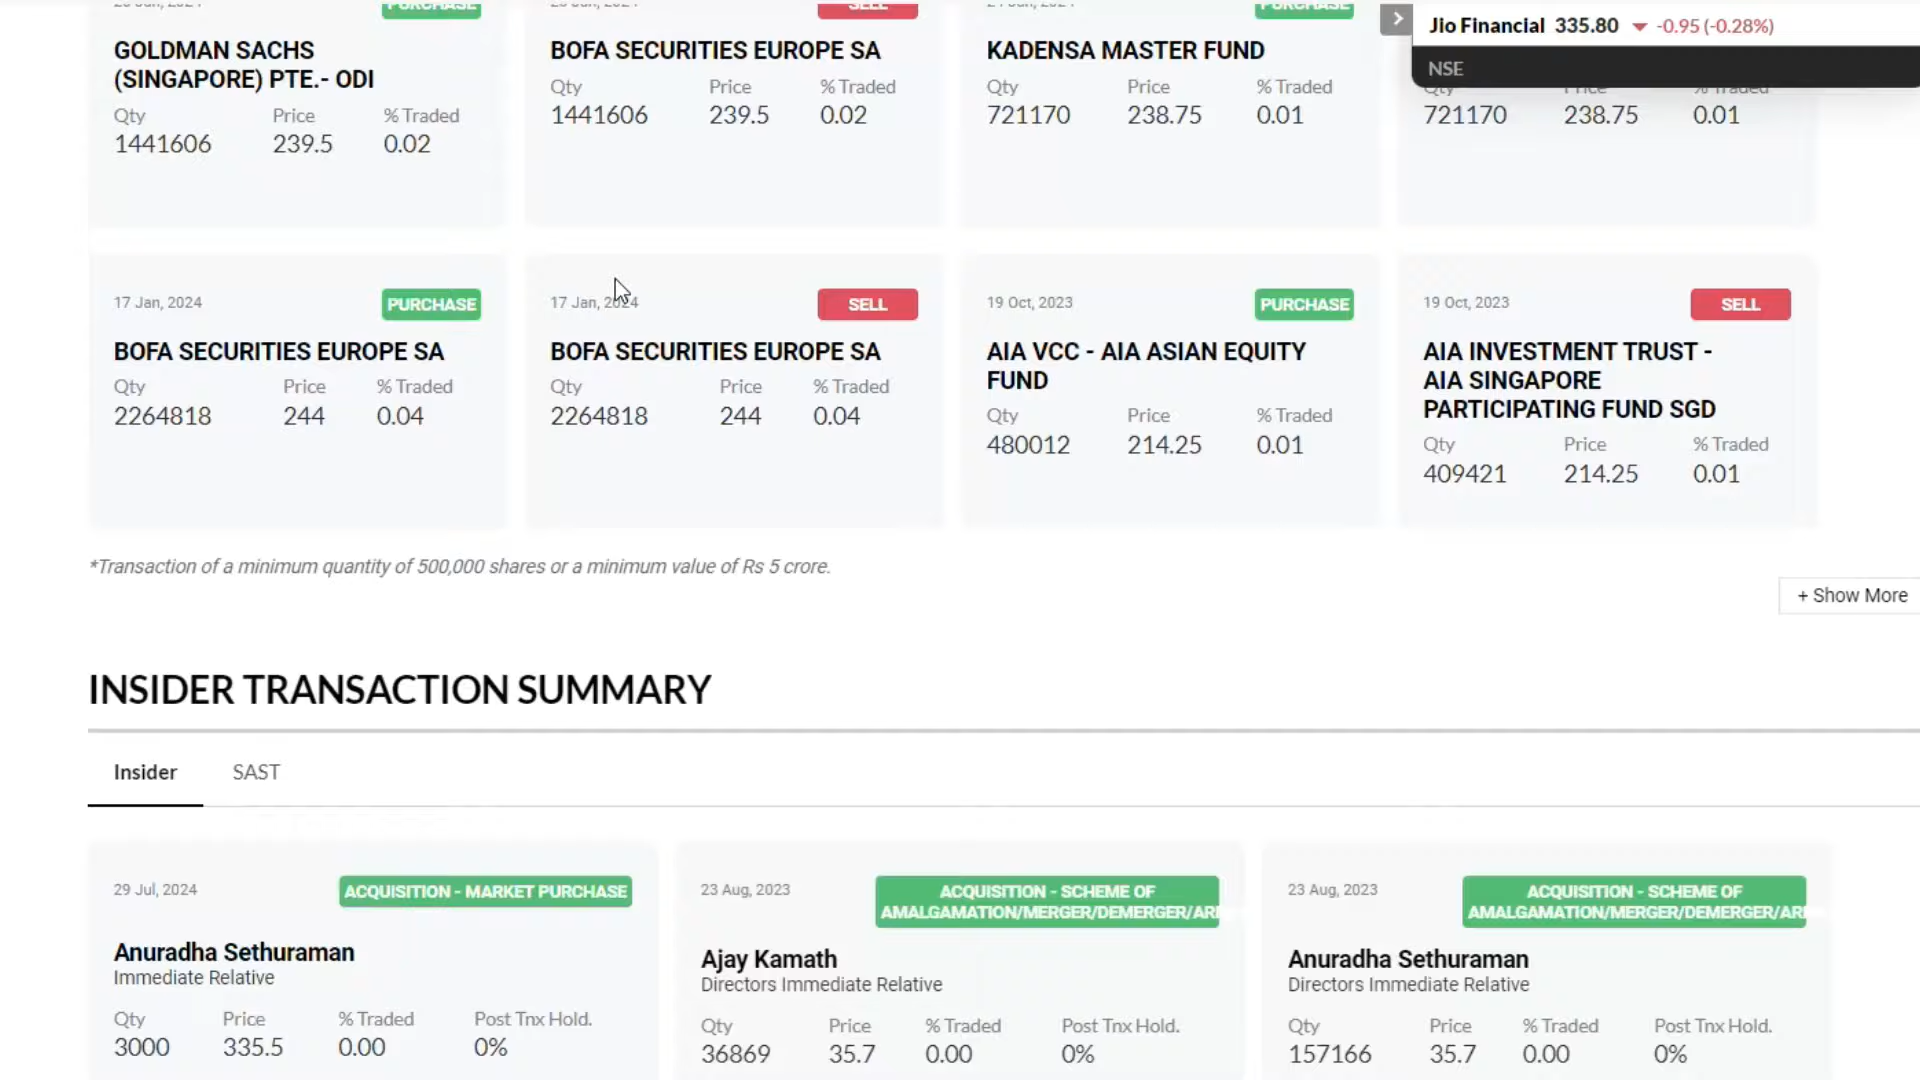 PURCHASE
SELL
PURCHASE
Jio Financial 335.80 -0.95 (-0.28%)
NSE
GOLDMAN SACHS
(SINGAPORE) PTE.- ODI
Qty Price % Traded
1441606 239.5 0.02
BOFA SECURITIES EUROPE SA
Qty Price % Traded
1441606 239.5 0.02
KADENSA MASTER FUND
Qty Price % Traded
721170 238.75 0.01
Qty Price % Traded
721170 238.75 0.01
17 Jan, 2024 PURCHASE
BOFA SECURITIES EUROPE SA
Qty Price % Traded
2264818 244 0.04
17 Jan, 2024 SELL
BOFA SECURITIES EUROPE SA
Qty Price % Traded
2264818 244 0.04
19 Oct, 2023 PURCHASE
AIA VCC - AIA ASIAN EQUITY
FUND
Qty Price % Traded
480012 214.25 0.01
19 Oct, 2023 SELL
AIA INVESTMENT TRUST -
AIA SINGAPORE
PARTICIPATING FUND SGD
Qty Price % Traded
409421 214.25 0.01
*Transaction of a minimum quantity of 500,000 shares or a minimum value of Rs 5 crore.
+ Show More
INSIDER TRANSACTION SUMMARY
Insider SAST
29 Jul, 2024 ACQUISITION - MARKET PURCHASE
Anuradha Sethuraman
Immediate Relative
Qty Price % Traded Post Tnx Hold.
3000 335.5 0.00 0%
23 Aug, 2023 ACQUISITION - SCHEME OF
AMALGAMATION/MERGER/DEMERGER/AR
Ajay Kamath
Directors Immediate Relative
Qty Price % Traded Post Tnx Hold.
36869 35.7 0.00 0%
23 Aug, 2023 ACQUISITION - SCHEME OF
AMALGAMATION/MERGER/DEMERGER/AR
Anuradha Sethuraman
Directors Immediate Relative
Qty Price % Traded Post Tnx Hold.
157166 35.7 0.00 0%